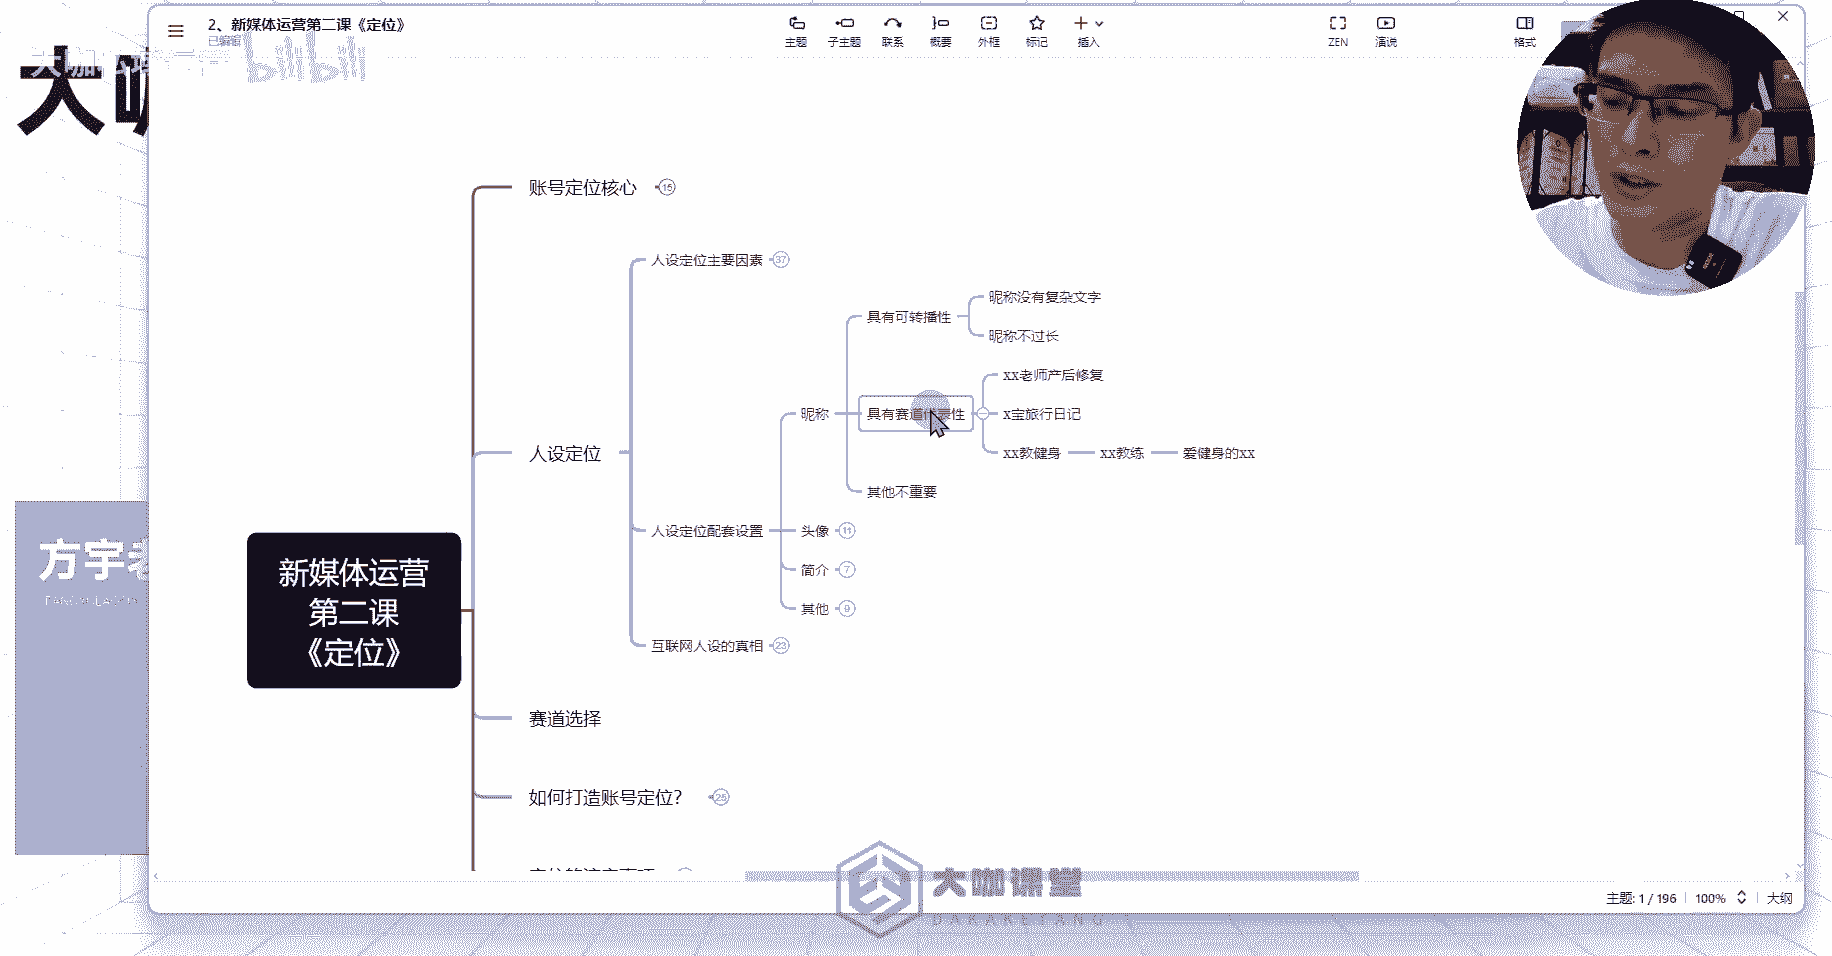 2、新媒体运营第二课《定位》
已编辑
主题
子主题
联系
概要
外框
标记
插入
ZEN
演说
格式
bilibili
大咖
账号定位核心
15
人设定位主要因素
37
昵称没有复杂文字
具有可转播性
昵称不过长
xx老师产后修复
昵称
具有赛道代表性
x宝旅行日记
人设定位
xx教健身
xx教练
爱健身的xx
其他不重要
人设定位配套设置
头像
11
简介
7
其他
9
互联网人设的真相
23
新媒体运营
第二课
《定位》
赛道选择
如何打造账号定位?
25
方宇老
大咖课堂
DAKAKETANG
主题: 1 / 196
100%
大纲